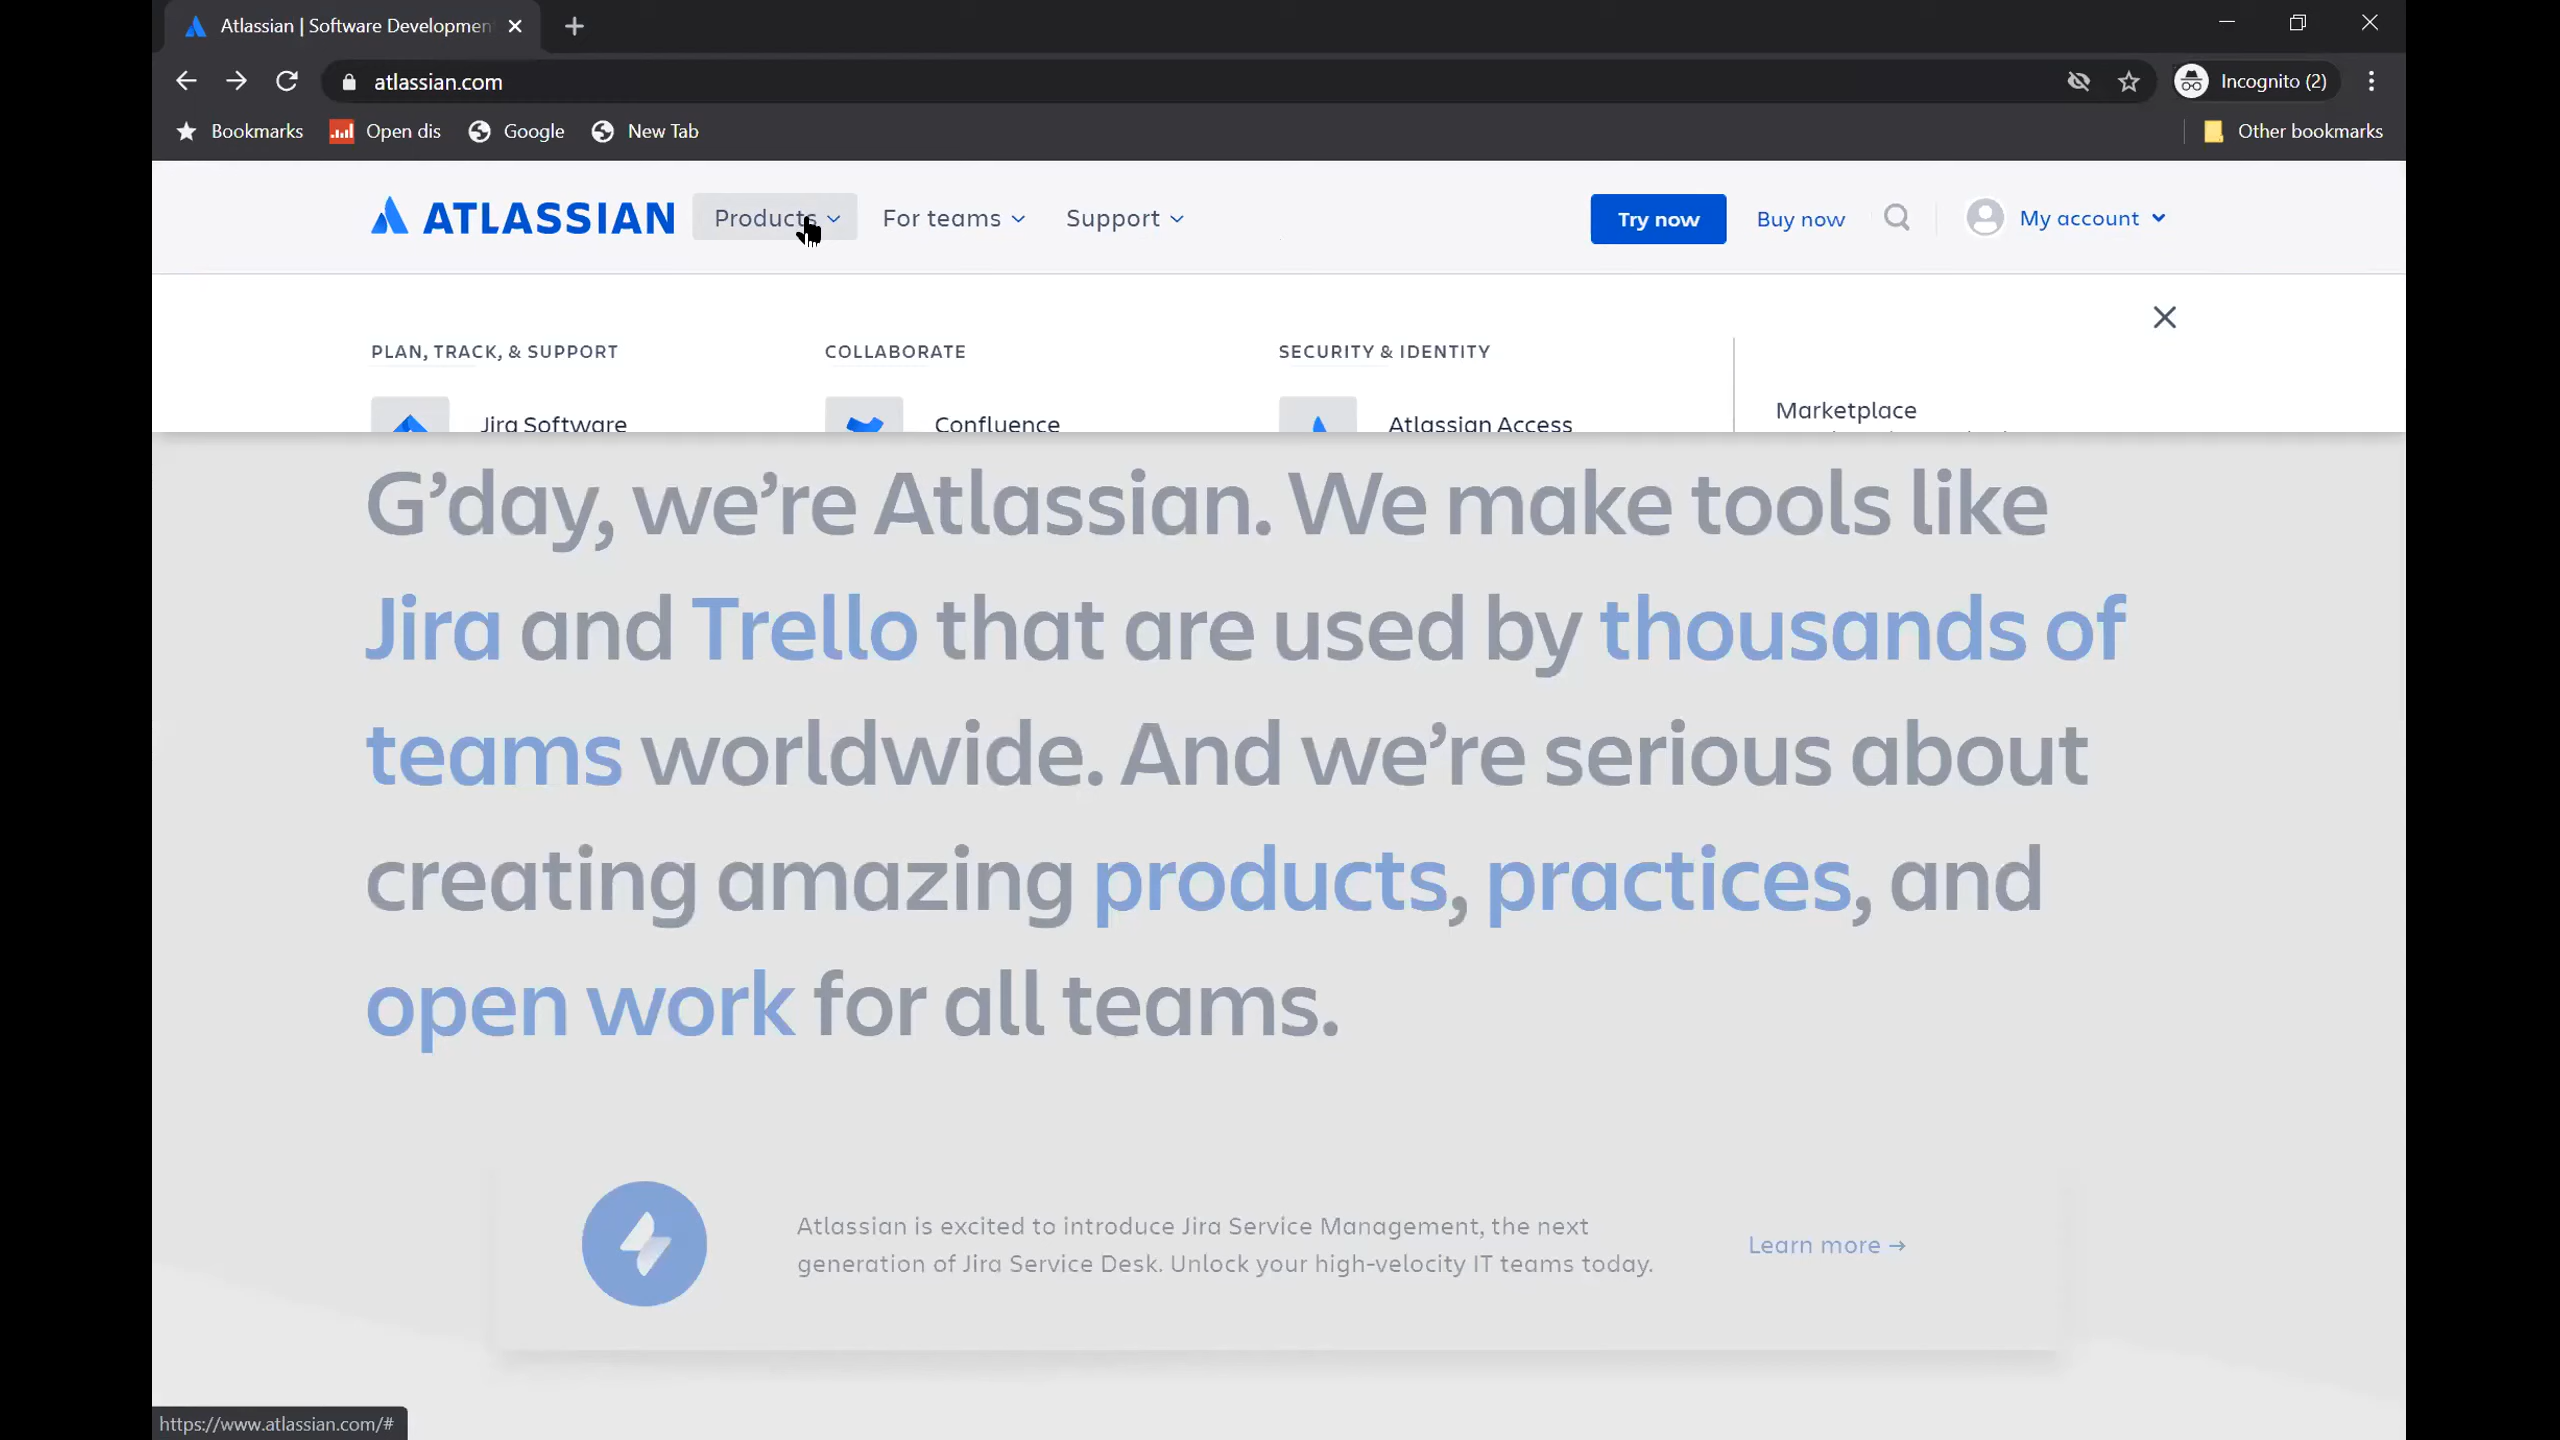 Atlassian | Software Developmen
atlassian.com
Incognito (2)
Bookmarks
Open dis
Google
New Tab
Other bookmarks
ATLASSIAN
Products
For teams
Support
Try now
Buy now
My account
PLAN, TRACK, & SUPPORT
COLLABORATE
SECURITY & IDENTITY
Jira Software
Confluence
Atlassian Access
Marketplace
G’day, we’re Atlassian. We make tools like
Jira and Trello that are used by thousands of
teams worldwide. And we’re serious about
creating amazing products, practices, and
open work for all teams.
Atlassian is excited to introduce Jira Service Management, the next
generation of Jira Service Desk. Unlock your high-velocity IT teams today.
Learn more →
https://www.atlassian.com/#